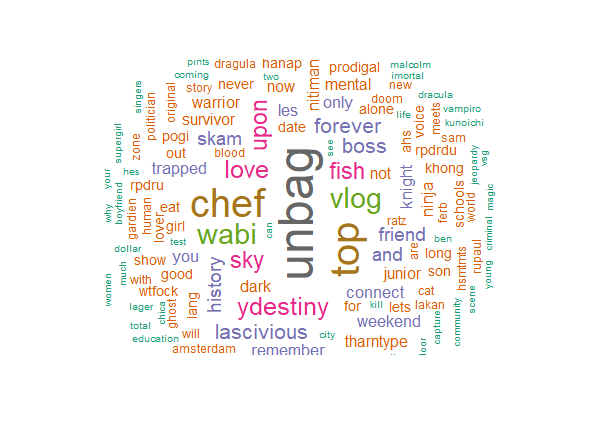 pints
dragula
hanap
prodigal
malcolm
coming
two
imortal
singers
story
never
now
nitiman
mental
new
supergirl
politician
original
warrior
upon
les
only
doom
dracula
survivor
date
forever
alone
life
voice
meets
vampiro
kunoichi
zone
pogi
skam
boss
ahs
sam
your
out
blood
see
rpdrdu
jeopardy
hes
trapped
love
unbag
fish
not
knight
khong
vsg
why
boyfriend
rpdru
chef
vlog
ninja
ferb
schools
world
magic
gardien
human
lover
eat
girl
wabi
can
top
ratz
friend
are
ben
rupaul
criminal
dollar
test
you
sky
and
long
hsmtmts
young
show
history
junior
son
women
much
with
good
dark
connect
cat
community
scene
wtfock
ydestiny
for
kill
lets
lakan
capture
lager
chica
ghost
lang
weekend
total
will
lascivious
city
education
amsterdam
remember
tharntype
loor